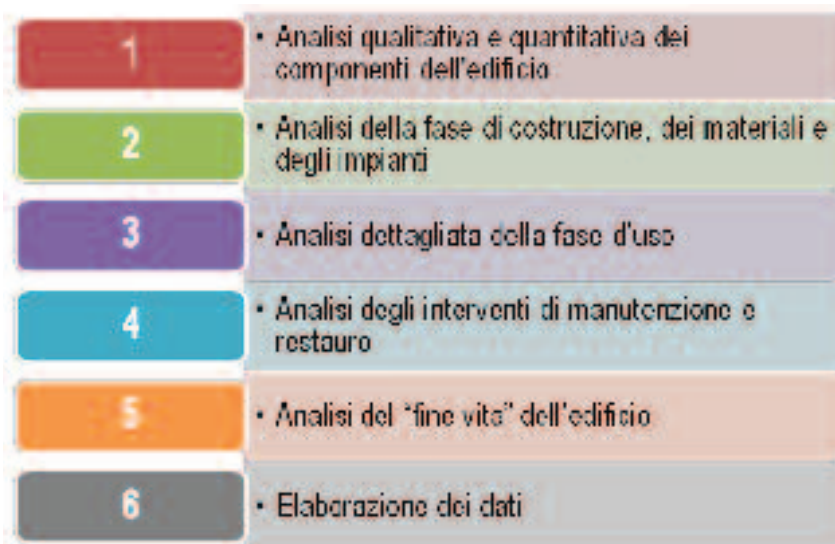 1
• Analisi qualitativa e quantitativa dei
componenti dell'edificio
2
• Analisi della fase di costruzione, dei materiali e
degli impianti
3
• Analisi dettagliata della fase d'uso
4
• Analisi degli interventi di manutenzione e
restauro
5
• Analisi del "fine vita" dell'edificio
6
• Elaborazione dei dati